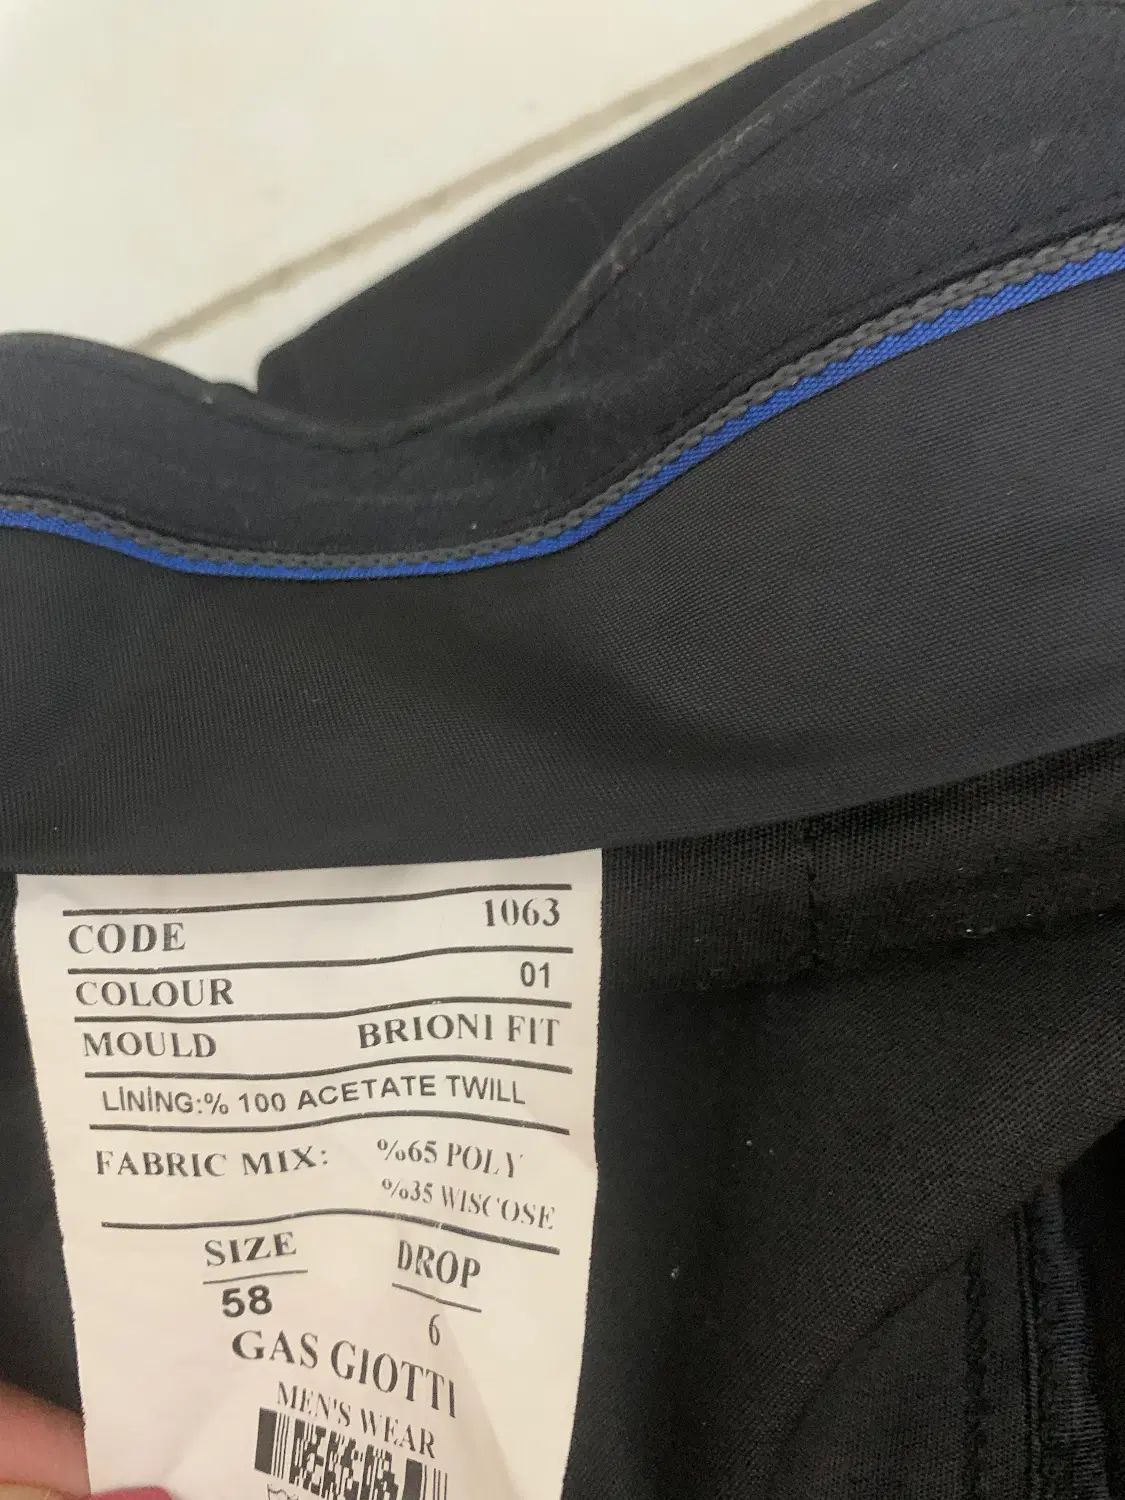 CODE 1063
COLOUR 01
MOULD BRIONI FIT
LİNİNG:% 100 ACETATE TWILL
FABRIC MIX: %65 POLY
%35 WISCOSE
SIZE DROP
58 6
GAS GIOTTI
MEN'S WEAR